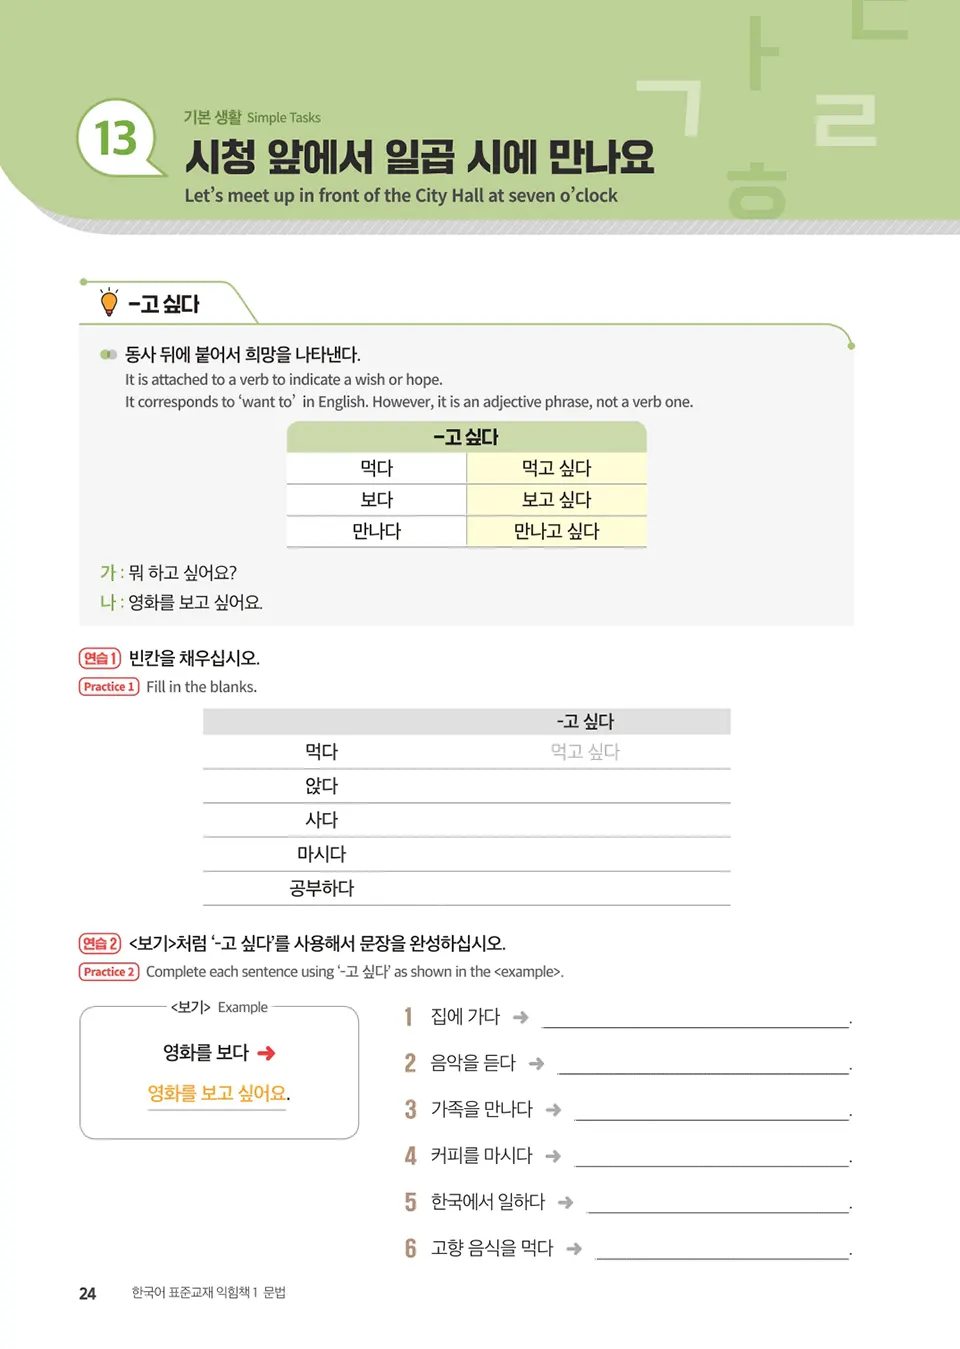 13
기본 생활 Simple Tasks
시청 앞에서 일곱 시에 만나요
Let's meet up in front of the City Hall at seven o'clock
ㄱ ㅏ ㄹ ㅎ ㄷ
-고 싶다
동사 뒤에 붙어서 희망을 나타낸다.
It is attached to a verb to indicate a wish or hope.
It corresponds to 'want to' in English. However, it is an adjective phrase, not a verb one.
-고 싶다
먹다 먹고 싶다
보다 보고 싶다
만나다 만나고 싶다
가 : 뭐 하고 싶어요?
나 : 영화를 보고 싶어요.
연습 1 빈칸을 채우십시오.
Practice 1 Fill in the blanks.
-고 싶다
먹다 먹고 싶다
앉다
사다
마시다
공부하다
연습 2 <보기>처럼 '-고 싶다'를 사용해서 문장을 완성하십시오.
Practice 2 Complete each sentence using '-고 싶다' as shown in the <example>.
<보기> Example
영화를 보다 ➜
영화를 보고 싶어요.
1 집에 가다 ➜ .
2 음악을 듣다 ➜ .
3 가족을 만나다 ➜ .
4 커피를 마시다 ➜ .
5 한국에서 일하다 ➜ .
6 고향 음식을 먹다 ➜ .
24 한국어 표준교재 익힘책 1 문법